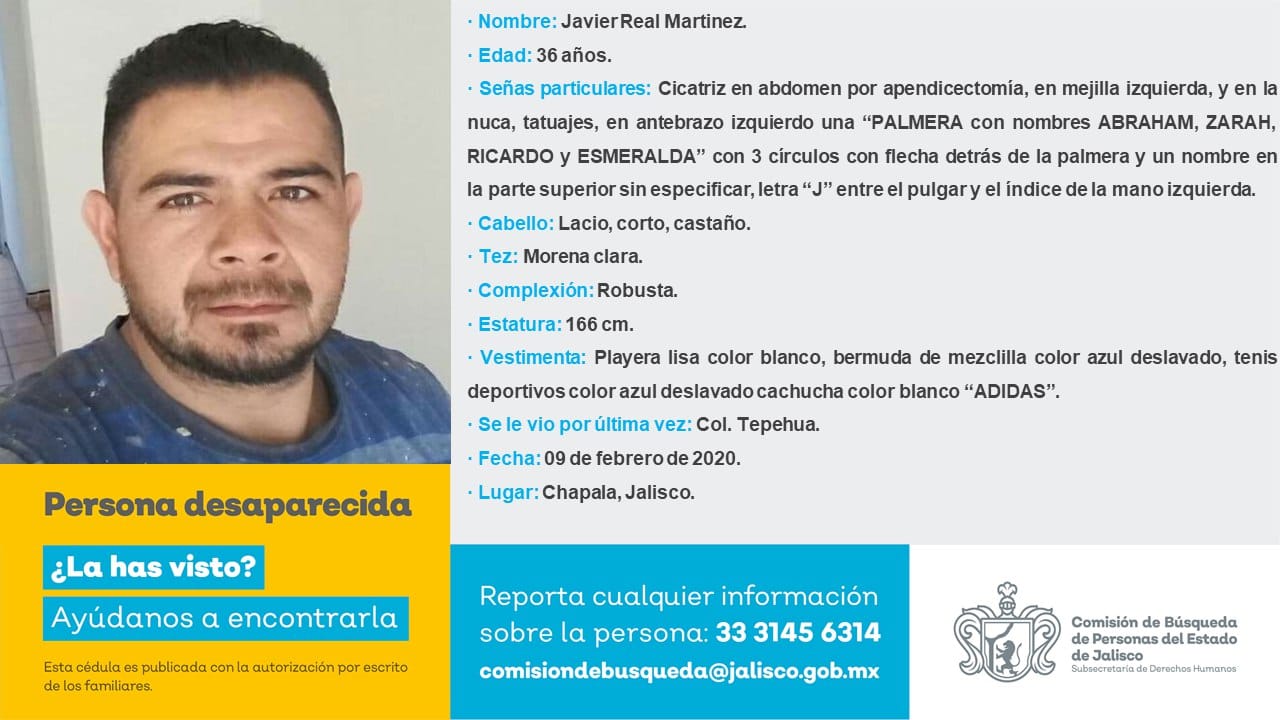 · Nombre: Javier Real Martinez.
· Edad: 36 años.
· Señas particulares: Cicatriz en abdomen por apendicectomía, en mejilla izquierda, y en la
nuca, tatuajes, en antebrazo izquierdo una “PALMERA con nombres ABRAHAM, ZARAH,
RICARDO y ESMERALDA” con 3 círculos con flecha detrás de la palmera y un nombre en
la parte superior sin especificar, letra “J” entre el pulgar y el índice de la mano izquierda.
· Cabello: Lacio, corto, castaño.
· Tez: Morena clara.
· Complexión: Robusta.
· Estatura: 166 cm.
· Vestimenta: Playera lisa color blanco, bermuda de mezclilla color azul deslavado, tenis
deportivos color azul deslavado cachucha color blanco “ADIDAS”.
· Se le vio por última vez: Col. Tepehua.
· Fecha: 09 de febrero de 2020.
· Lugar: Chapala, Jalisco.
Persona desaparecida
¿La has visto?
Ayúdanos a encontrarla
Esta cédula es publicada con la autorización por escrito
de los familiares.
Reporta cualquier información
sobre la persona: 33 3145 6314
comisiondebusqueda@jalisco.gob.mx
Comisión de Búsqueda
de Personas del Estado
de Jalisco
Subsecretaría de Derechos Humanos